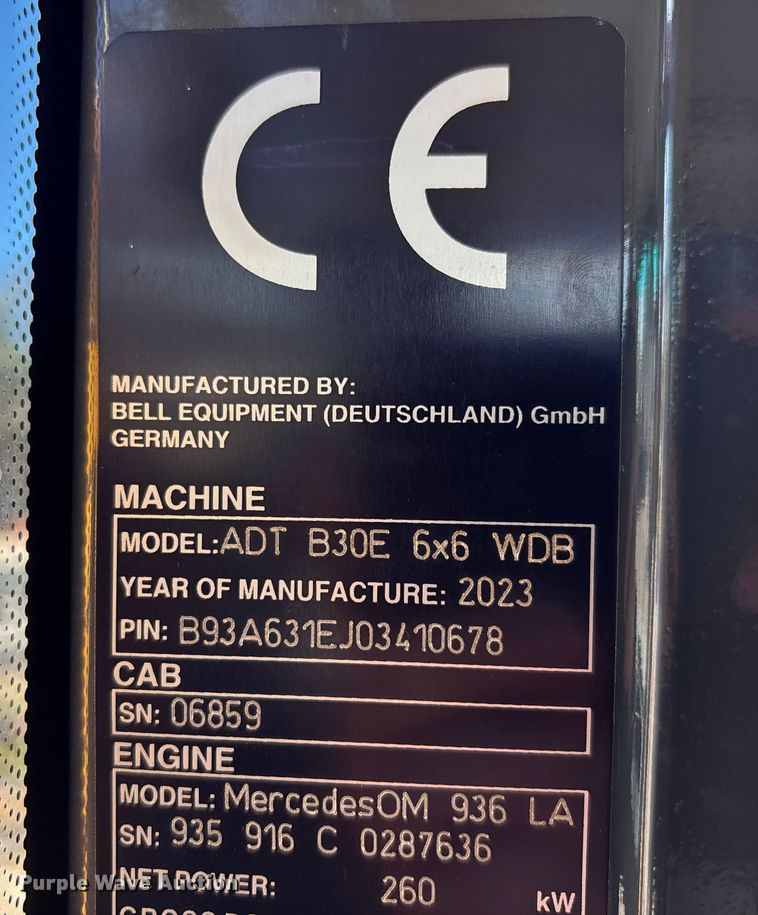 CE
MANUFACTURED BY:
BELL EQUIPMENT (DEUTSCHLAND) GmbH
GERMANY
MACHINE
MODEL: ADT B30E 6x6 WDB
YEAR OF MANUFACTURE: 2023
PIN: B93A631EJ03410678
CAB
SN: 06859
ENGINE
MODEL: MercedesOM 936 LA
SN: 935 916 C 0287636
NET POWER: 260 kW
Purple Wave Auction